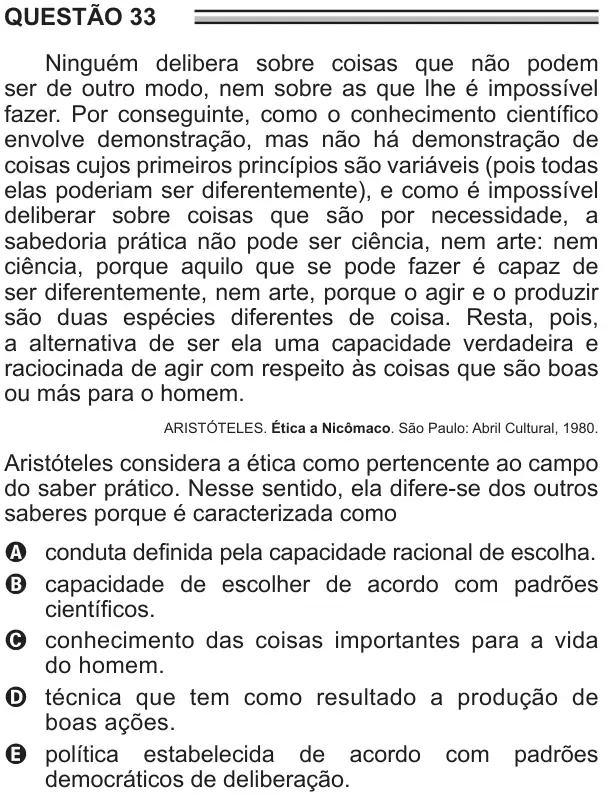 QUESTÃO 33
Ninguém delibera sobre coisas que não podem
ser de outro modo, nem sobre as que lhe é impossível
fazer. Por conseguinte, como o conhecimento científico
envolve demonstração, mas não há demonstração de
coisas cujos primeiros princípios são variáveis (pois todas
elas poderiam ser diferentemente), e como é impossível
deliberar sobre coisas que são por necessidade, a
sabedoria prática não pode ser ciência, nem arte: nem
ciência, porque aquilo que se pode fazer é capaz de
ser diferentemente, nem arte, porque o agir e o produzir
são duas espécies diferentes de coisa. Resta, pois,
a alternativa de ser ela uma capacidade verdadeira e
raciocinada de agir com respeito às coisas que são boas
ou más para o homem.
ARISTÓTELES. Ética a Nicômaco. São Paulo: Abril Cultural, 1980.
Aristóteles considera a ética como pertencente ao campo
do saber prático. Nesse sentido, ela difere-se dos outros
saberes porque é caracterizada como
A conduta definida pela capacidade racional de escolha.
B capacidade de escolher de acordo com padrões
científicos.
C conhecimento das coisas importantes para a vida
do homem.
D técnica que tem como resultado a produção de
boas ações.
E política estabelecida de acordo com padrões
democráticos de deliberação.